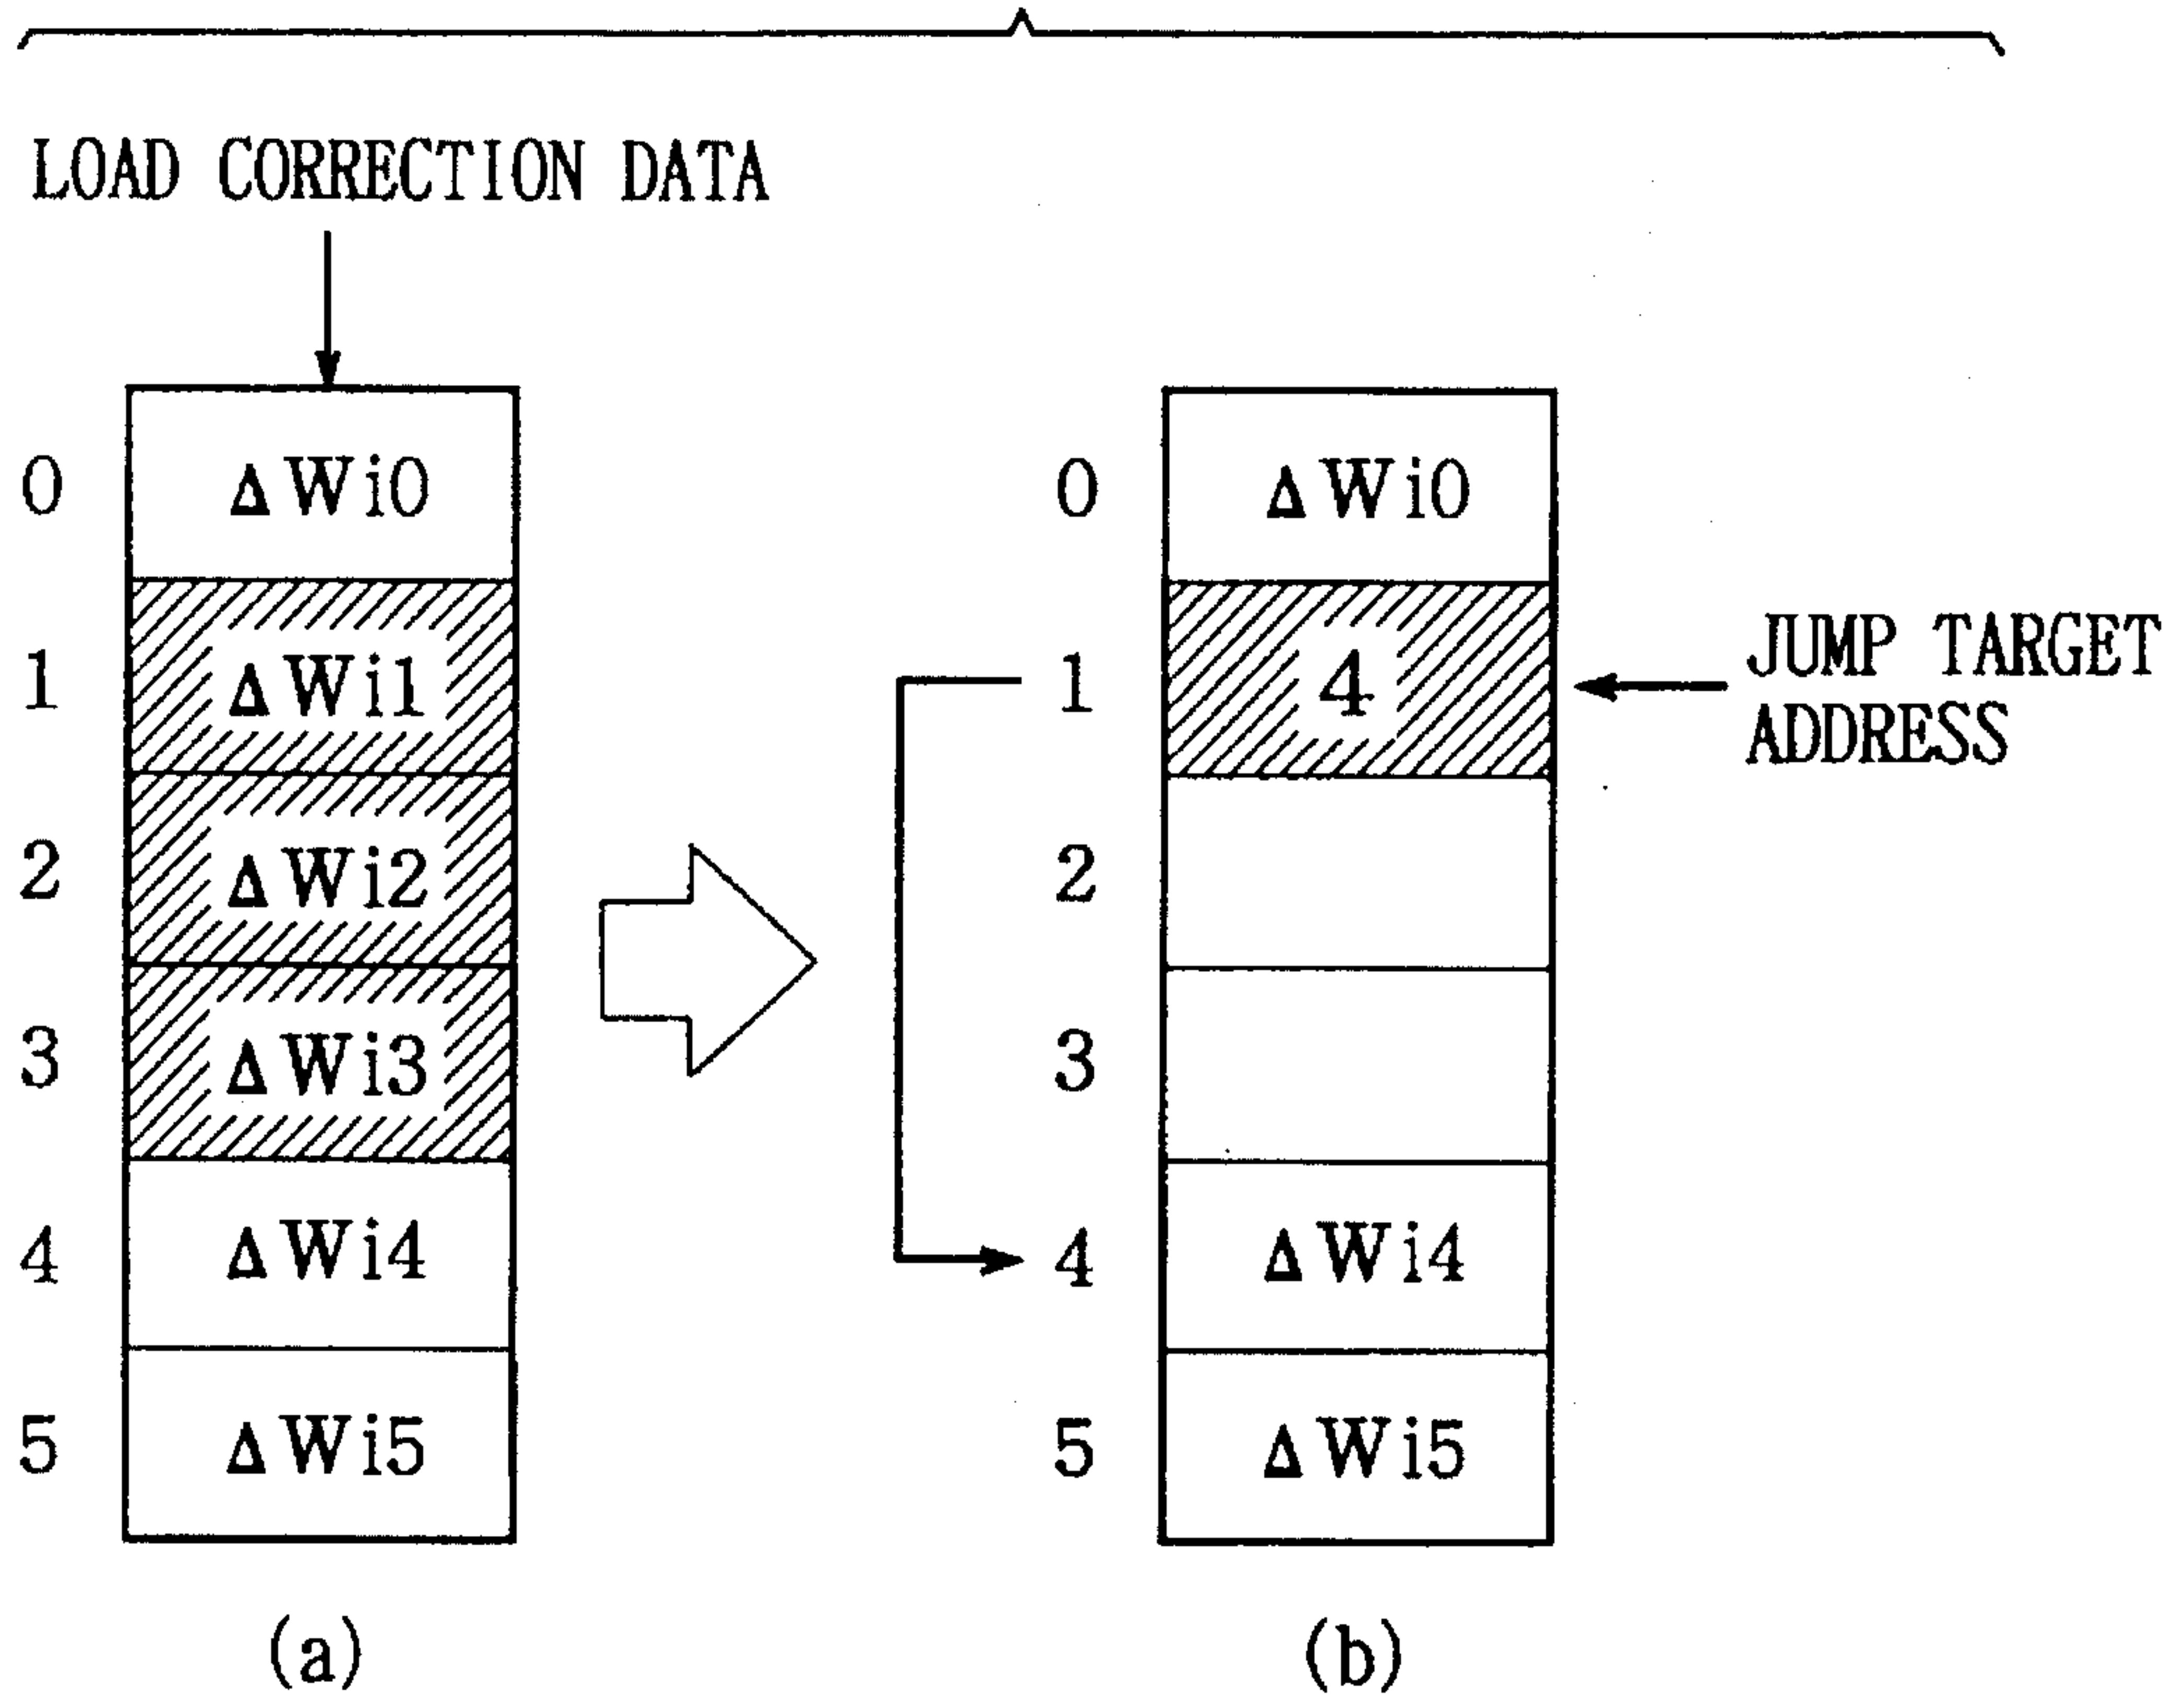 LOAD CORRECTION DATA
0 ΔWi0
1 ΔWi1
2 ΔWi2
3 ΔWi3
4 ΔWi4
5 ΔWi5
(a)
0 ΔWi0
1 4
JUMP TARGET
ADDRESS
2
3
4 ΔWi4
5 ΔWi5
(b)